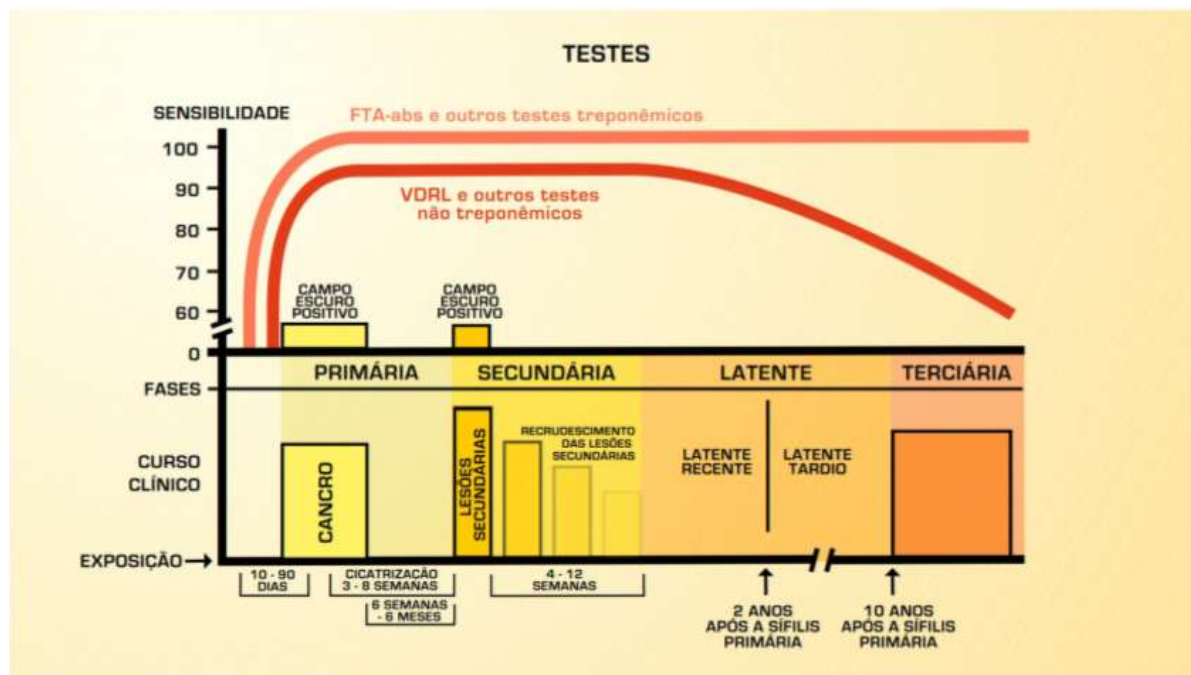 TESTES
SENSIBILIDADE
FTA-abs e outros testes treponêmicos
100
90
VDRL e outros testes
não treponêmicos
80
70
60
0
CAMPO
ESCURO
POSITIVO
CAMPO
ESCURO
POSITIVO
FASES
PRIMÁRIA
SECUNDÁRIA
LATENTE
TERCIÁRIA
CURSO
CLÍNICO
CANCRO
LESÕES
SECUNDÁRIAS
RECRUDESCIMENTO
DAS LESÕES
SECUNDÁRIAS
LATENTE
RECENTE
LATENTE
TARDIO
EXPOSIÇÃO
10 - 90
DIAS
CICATRIZAÇÃO
3 - 8 SEMANAS
6 SEMANAS
- 6 MESES
4 - 12
SEMANAS
2 ANOS
APÓS A SÍFILIS
PRIMÁRIA
10 ANOS
APÓS A SÍFILIS
PRIMÁRIA